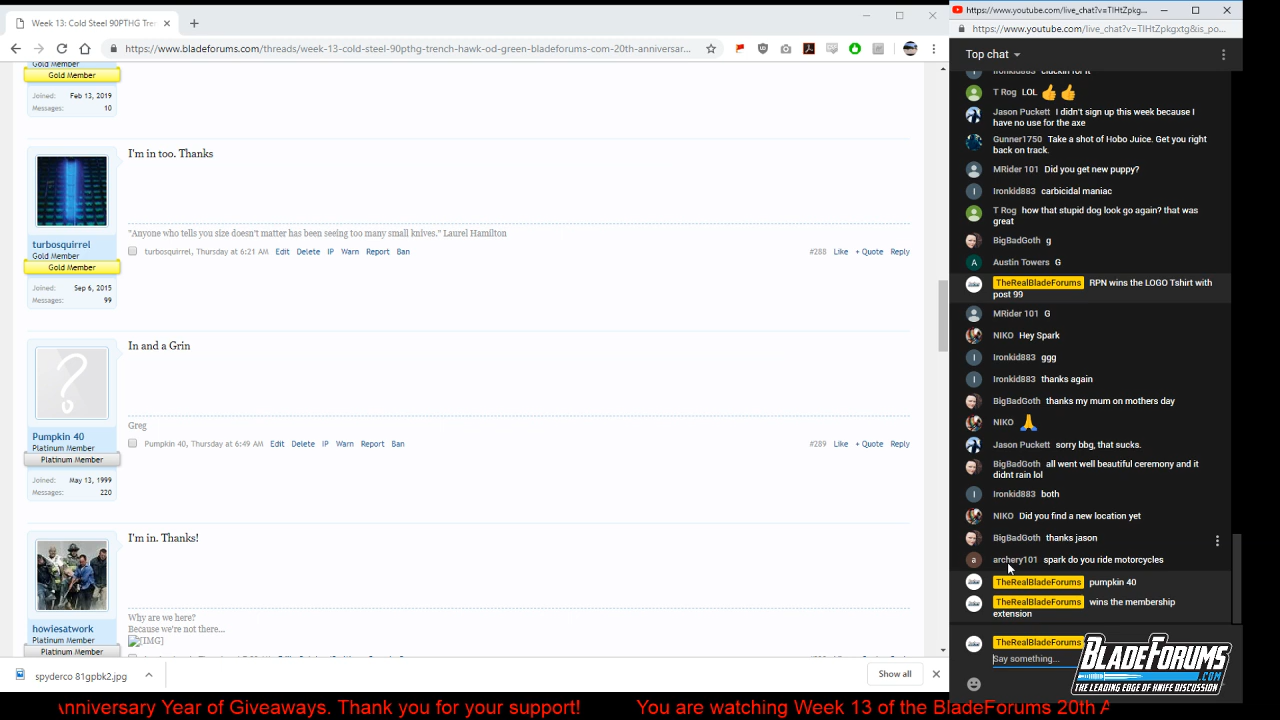 Week 13: Cold Steel 90PTHG Tren
https://www.youtube.com/live_chat?v=TIHtZpkg...
https://www.bladeforums.com/threads/week-13-cold-steel-90pthg-trench-hawk-od-green-bladeforums-com-20th-anniversar...
https://www.youtube.com/live_chat?v=TIHtZpkgxtg&is_po...
Gold Member
Gold Member
Joined: Feb 13, 2019
Messages: 10
I'm in too. Thanks
"Anyone who tells you size doesn't matter has been seeing too many small knives." Laurel Hamilton
turbosquirrel
Gold Member
Gold Member
turbosquirrel, Thursday at 6:21 AM Edit Delete IP Warn Report Ban #288 Like + Quote Reply
Joined: Sep 6, 2015
Messages: 99
In and a Grin
Greg
Pumpkin 40
Platinum Member
Platinum Member
Pumpkin 40, Thursday at 6:49 AM Edit Delete IP Warn Report Ban #289 Like + Quote Reply
Joined: May 13, 1999
Messages: 220
I'm in. Thanks!
Why are we here?
Because we're not there...
[IMG]
howiesatwork
Platinum Member
Platinum Member
spyderco 81gpbk2.jpg
Show all
Top chat
Ironkid883 cluckin for it
T Rog LOL 👍 👍
Jason Puckett I didn't sign up this week because I
have no use for the axe
Gunner1750 Take a shot of Hobo Juice. Get you right
back on track.
MRider 101 Did you get new puppy?
Ironkid883 carbicidal maniac
T Rog how that stupid dog look go again? that was
great
BigBadGoth g
A Austin Towers G
TheRealBladeForums RPN wins the LOGO Tshirt with
post 99
MRider 101 G
NIKO Hey Spark
I Ironkid883 ggg
I Ironkid883 thanks again
BigBadGoth thanks my mum on mothers day
NIKO 🙏
Jason Puckett sorry bbg, that sucks.
BigBadGoth all went well beautiful ceremony and it
didnt rain lol
I Ironkid883 both
NIKO Did you find a new location yet
BigBadGoth thanks jason
a archery101 spark do you ride motorcycles
TheRealBladeForums pumpkin 40
TheRealBladeForums wins the membership
extension
TheRealBladeForums
Say something...
BLADEFORUMS
.COM
THE LEADING EDGE OF KNIFE DISCUSSION
Anniversary Year of Giveaways. Thank you for your support! You are watching Week 13 of the BladeForums 20th A